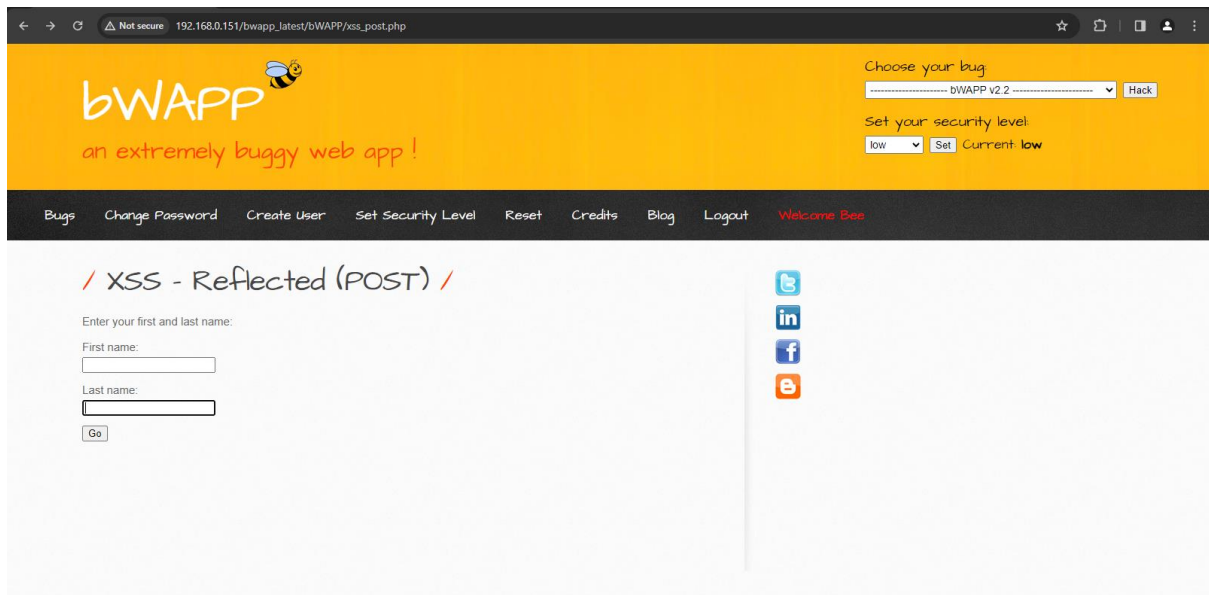 Not secure 192.168.0.151/bwapp_latest/bWAPP/xss_post.php
bWAPP
an extremely buggy web app !
Choose your bug:
---------------------- bWAPP v2.2 ---------------------- Hack
Set your security level:
low Set Current: low
Bugs Change Password Create User Set Security Level Reset Credits Blog Logout Welcome Bee
/ XSS - Reflected (POST) /
Enter your first and last name:
First name:
Last name:
Go
in